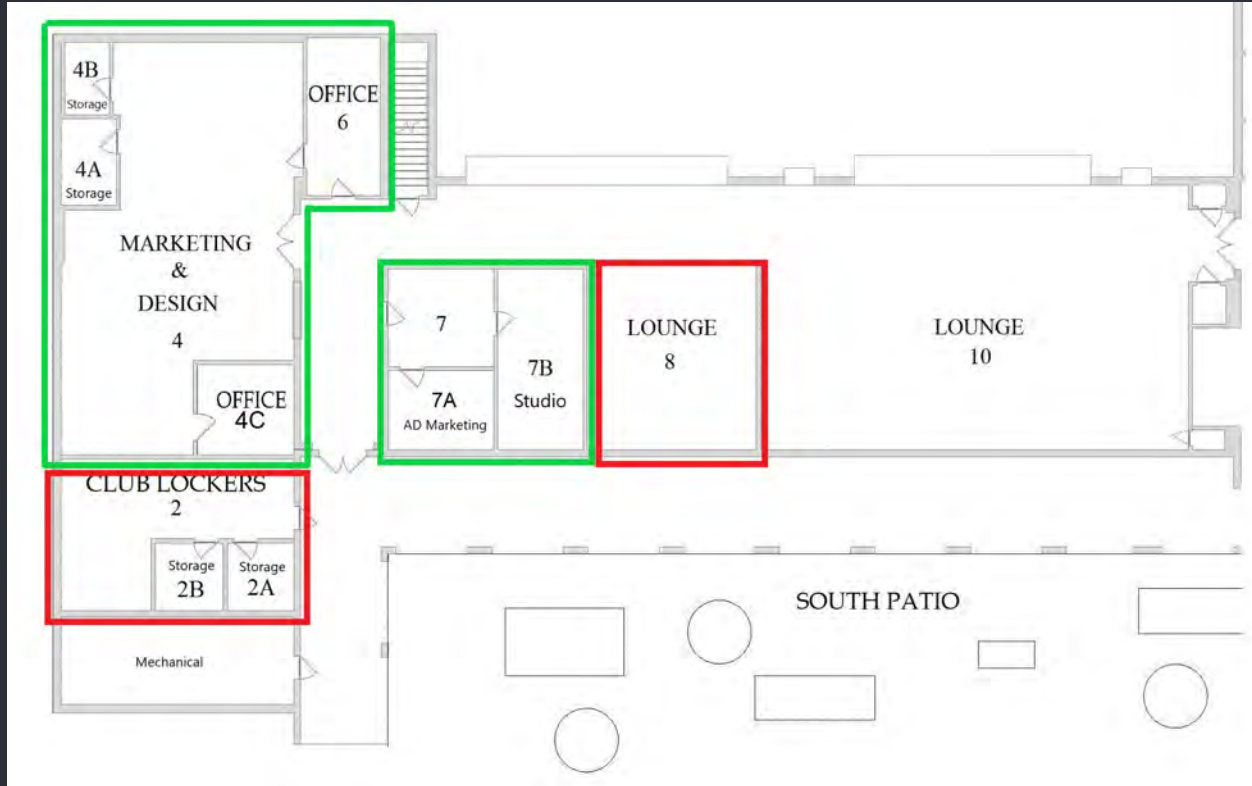 4B
Storage
4A
Storage
OFFICE
6
MARKETING
&
DESIGN
4
OFFICE
4C
7
7A
AD Marketing
7B
Studio
LOUNGE
8
LOUNGE
10
CLUB LOCKERS
2
Storage
2B
Storage
2A
Mechanical
SOUTH PATIO